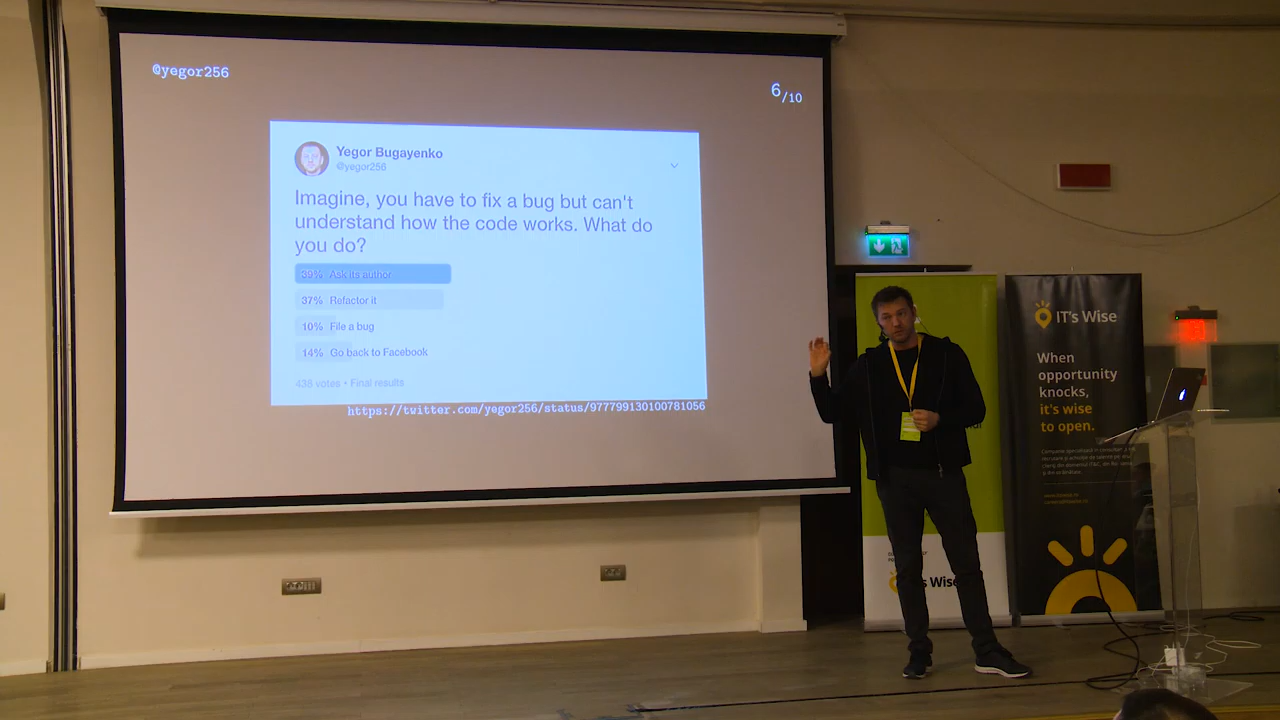 @yegor256
6/10
Yegor Bugayenko
@yegor256
Imagine, you have to fix a bug but can't
understand how the code works. What do
you do?
39% Ask its author
37% Refactor it
10% File a bug
14% Go back to Facebook
438 votes • Final results
https://twitter.com/yegor256/status/977799130100781056
IT's Wise
When
opportunity
knocks,
it's wise
to open.
Wise